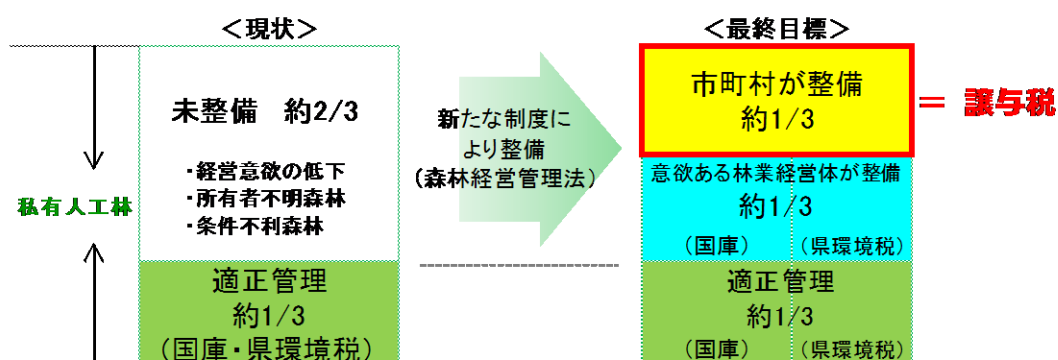 <現状>
<最終目標>
未整備 約2/3
・経営意欲の低下
・所有者不明森林
・条件不利森林
私有人工林
適正管理
約1/3
(国庫・県環境税)
新たな制度に
より整備
(森林経営管理法)
市町村が整備
約1/3
= 譲与税
意欲ある林業経営体が整備
約1/3
(国庫) (県環境税)
適正管理
約1/3
(国庫) (県環境税)